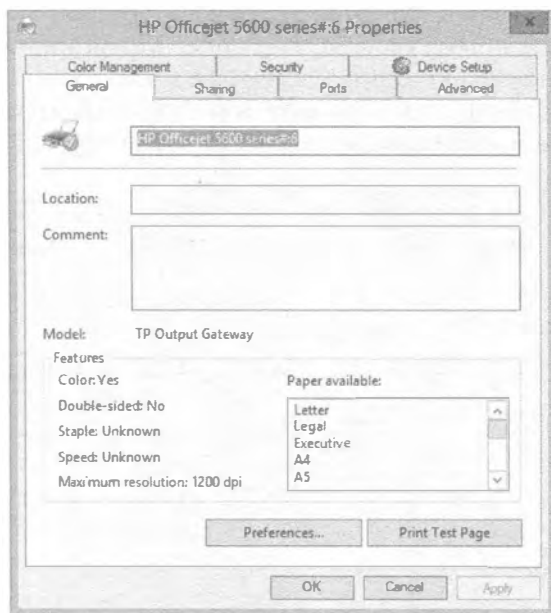 HP Officejet 5600 series#:6 Properties
Color Management Security Device Setup
General Sharing Ports Advanced
HP Officejet 5600 series#:6
Location:
Comment:
Model: TP Output Gateway
Features
Color: Yes
Double-sided: No
Staple: Unknown
Speed: Unknown
Maximum resolution: 1200 dpi
Paper available:
Letter
Legal
Executive
A4
A5
Preferences...
Print Test Page
OK
Cancel
Apply